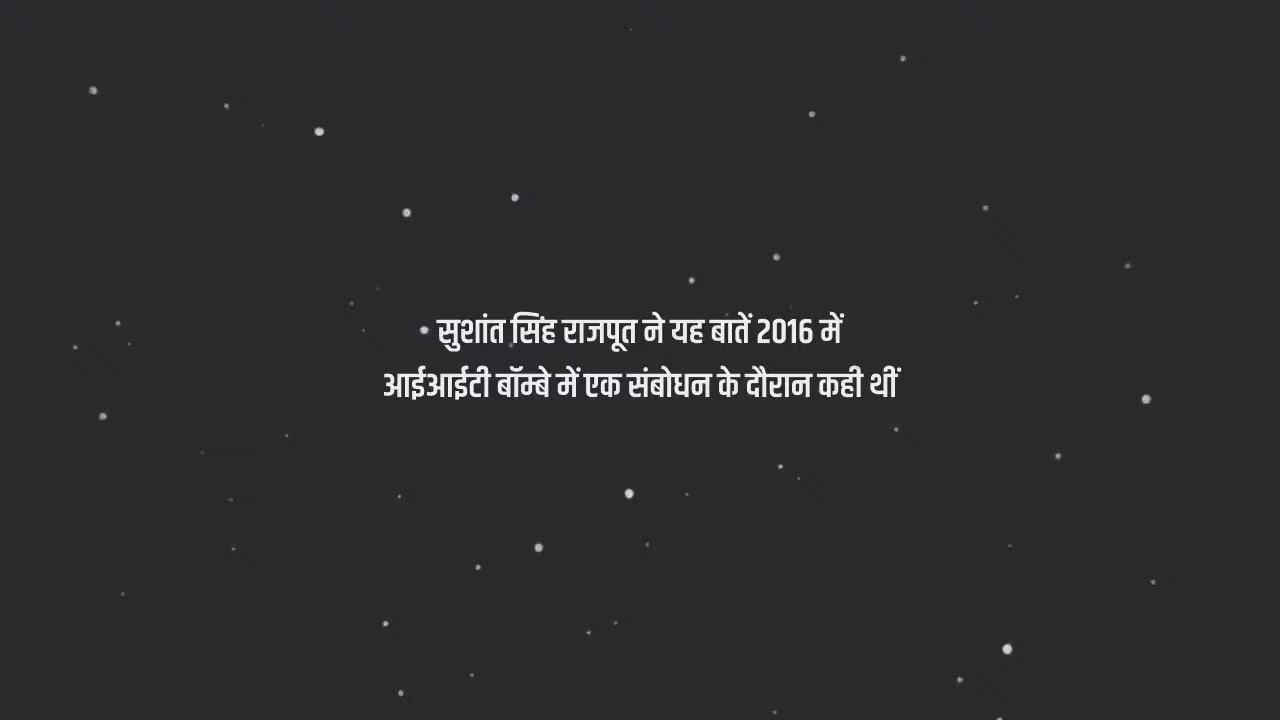 सुशांत सिंह राजपूत ने यह बातें 2016 में
आईआईटी बॉम्बे में एक संबोधन के दौरान कही थीं